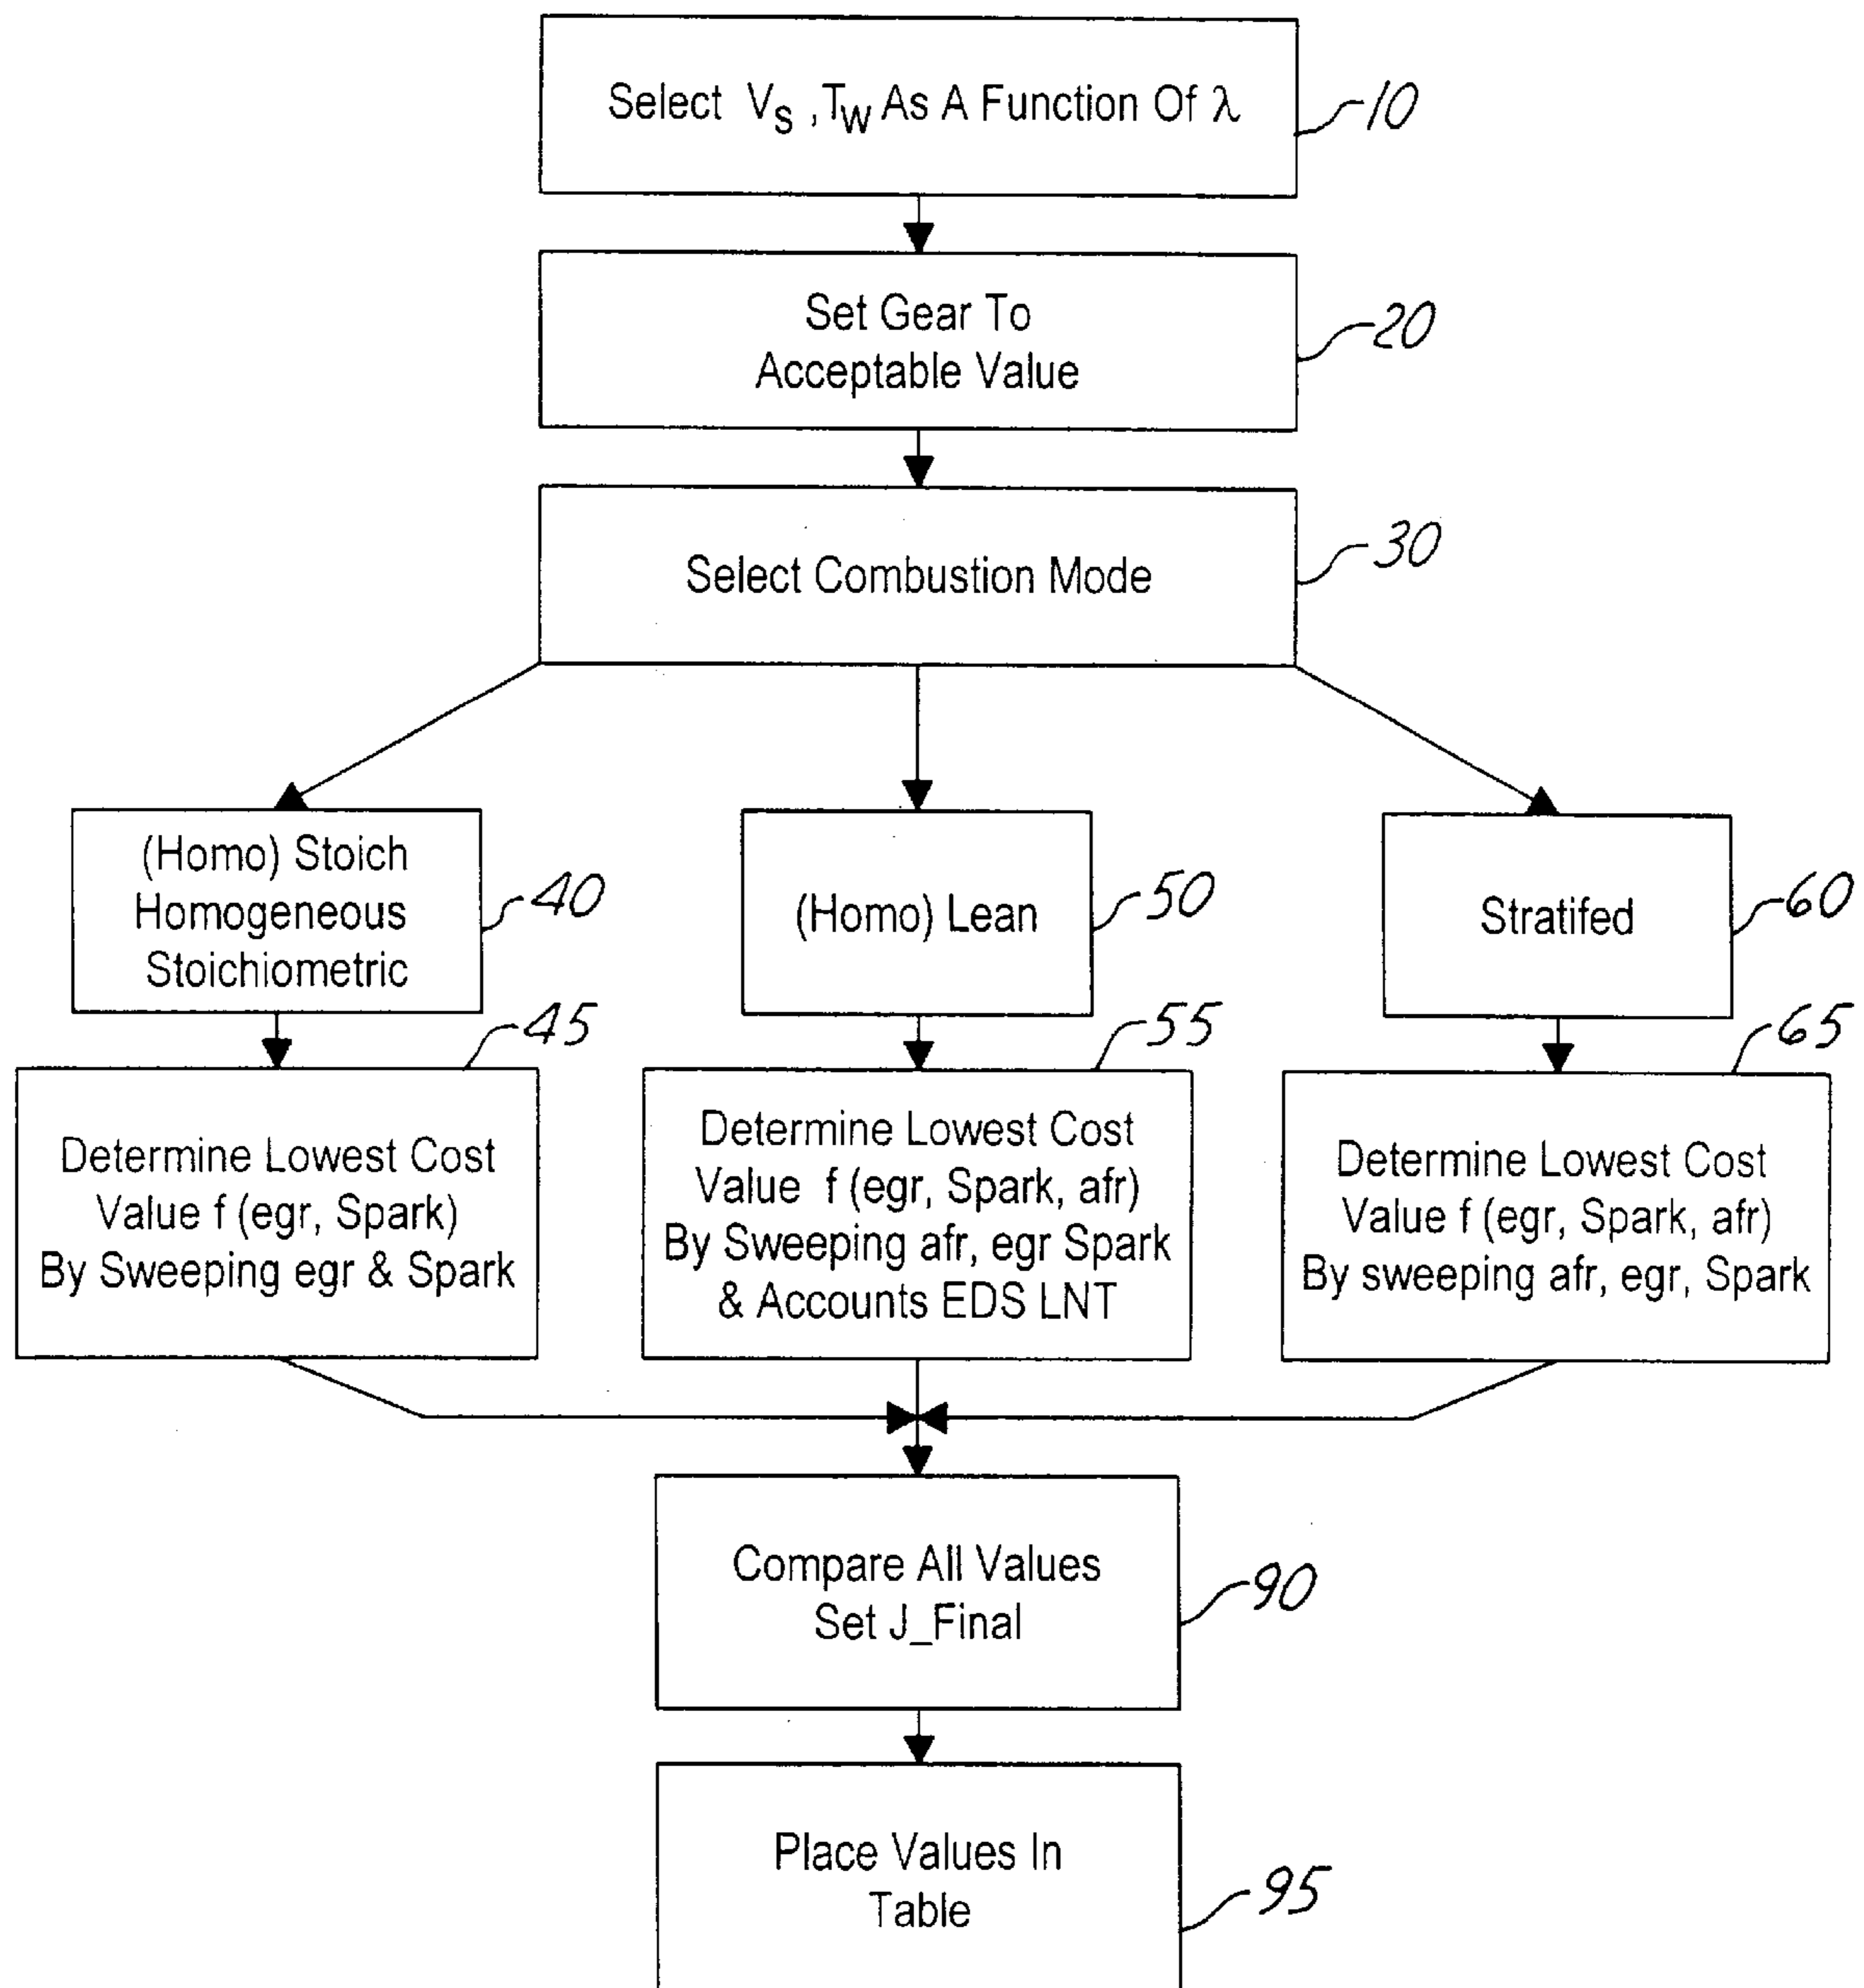 Select Vs ,Tw As A Function Of λ
10
Set Gear To
Acceptable Value
20
Select Combustion Mode
30
(Homo) Stoich
Homogeneous
Stoichiometric
40
(Homo) Lean
50
Stratifed
60
Determine Lowest Cost
Value f (egr, Spark)
By Sweeping egr & Spark
45
Determine Lowest Cost
Value f (egr, Spark, afr)
By Sweeping afr, egr Spark
& Accounts EDS LNT
55
Determine Lowest Cost
Value f (egr, Spark, afr)
By sweeping afr, egr, Spark
65
Compare All Values
Set J_Final
90
Place Values In
Table
95